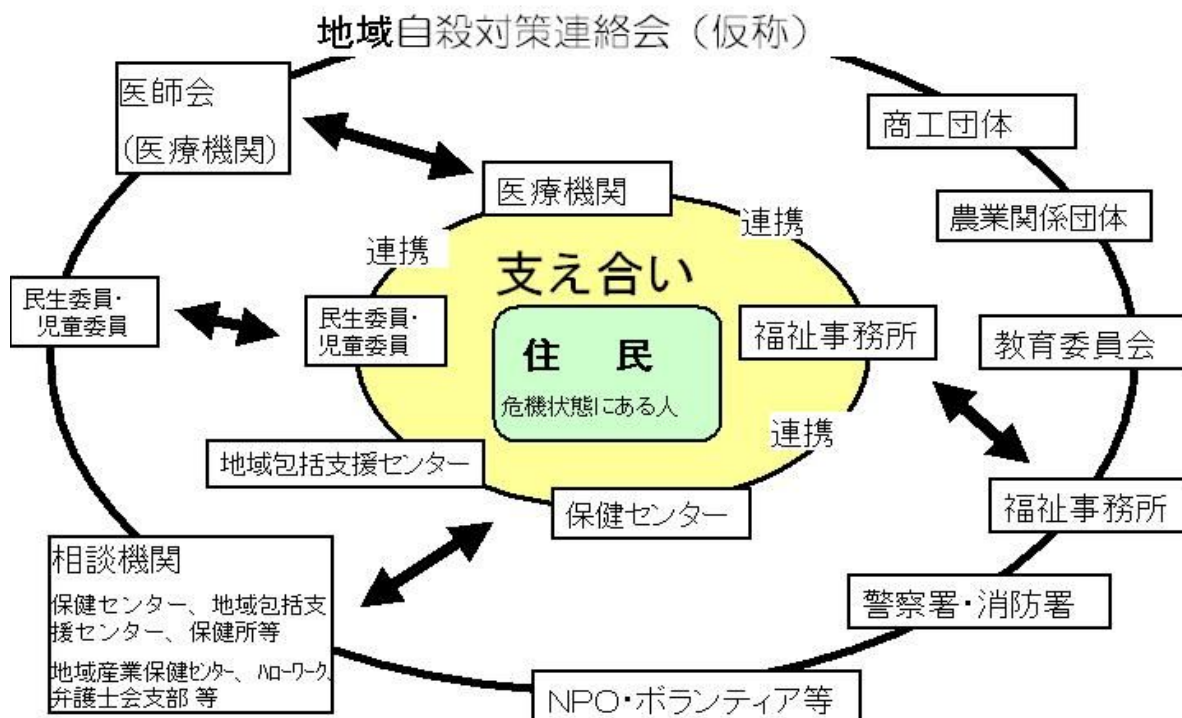 地域自殺対策連絡会(仮称)
医師会
(医療機関)
商工団体
医療機関
農業関係団体
連携
連携
支え合い
民生委員・
児童委員
民生委員・
児童委員
住 民
危機状態にある人
福祉事務所
教育委員会
連携
地域包括支援センター
保健センター
福祉事務所
相談機関
保健センター、地域包括支
援センター、保健所等
地域産業保健センター、ハローワーク、
弁護士会支部 等
警察署・消防署
NPO・ボランティア等